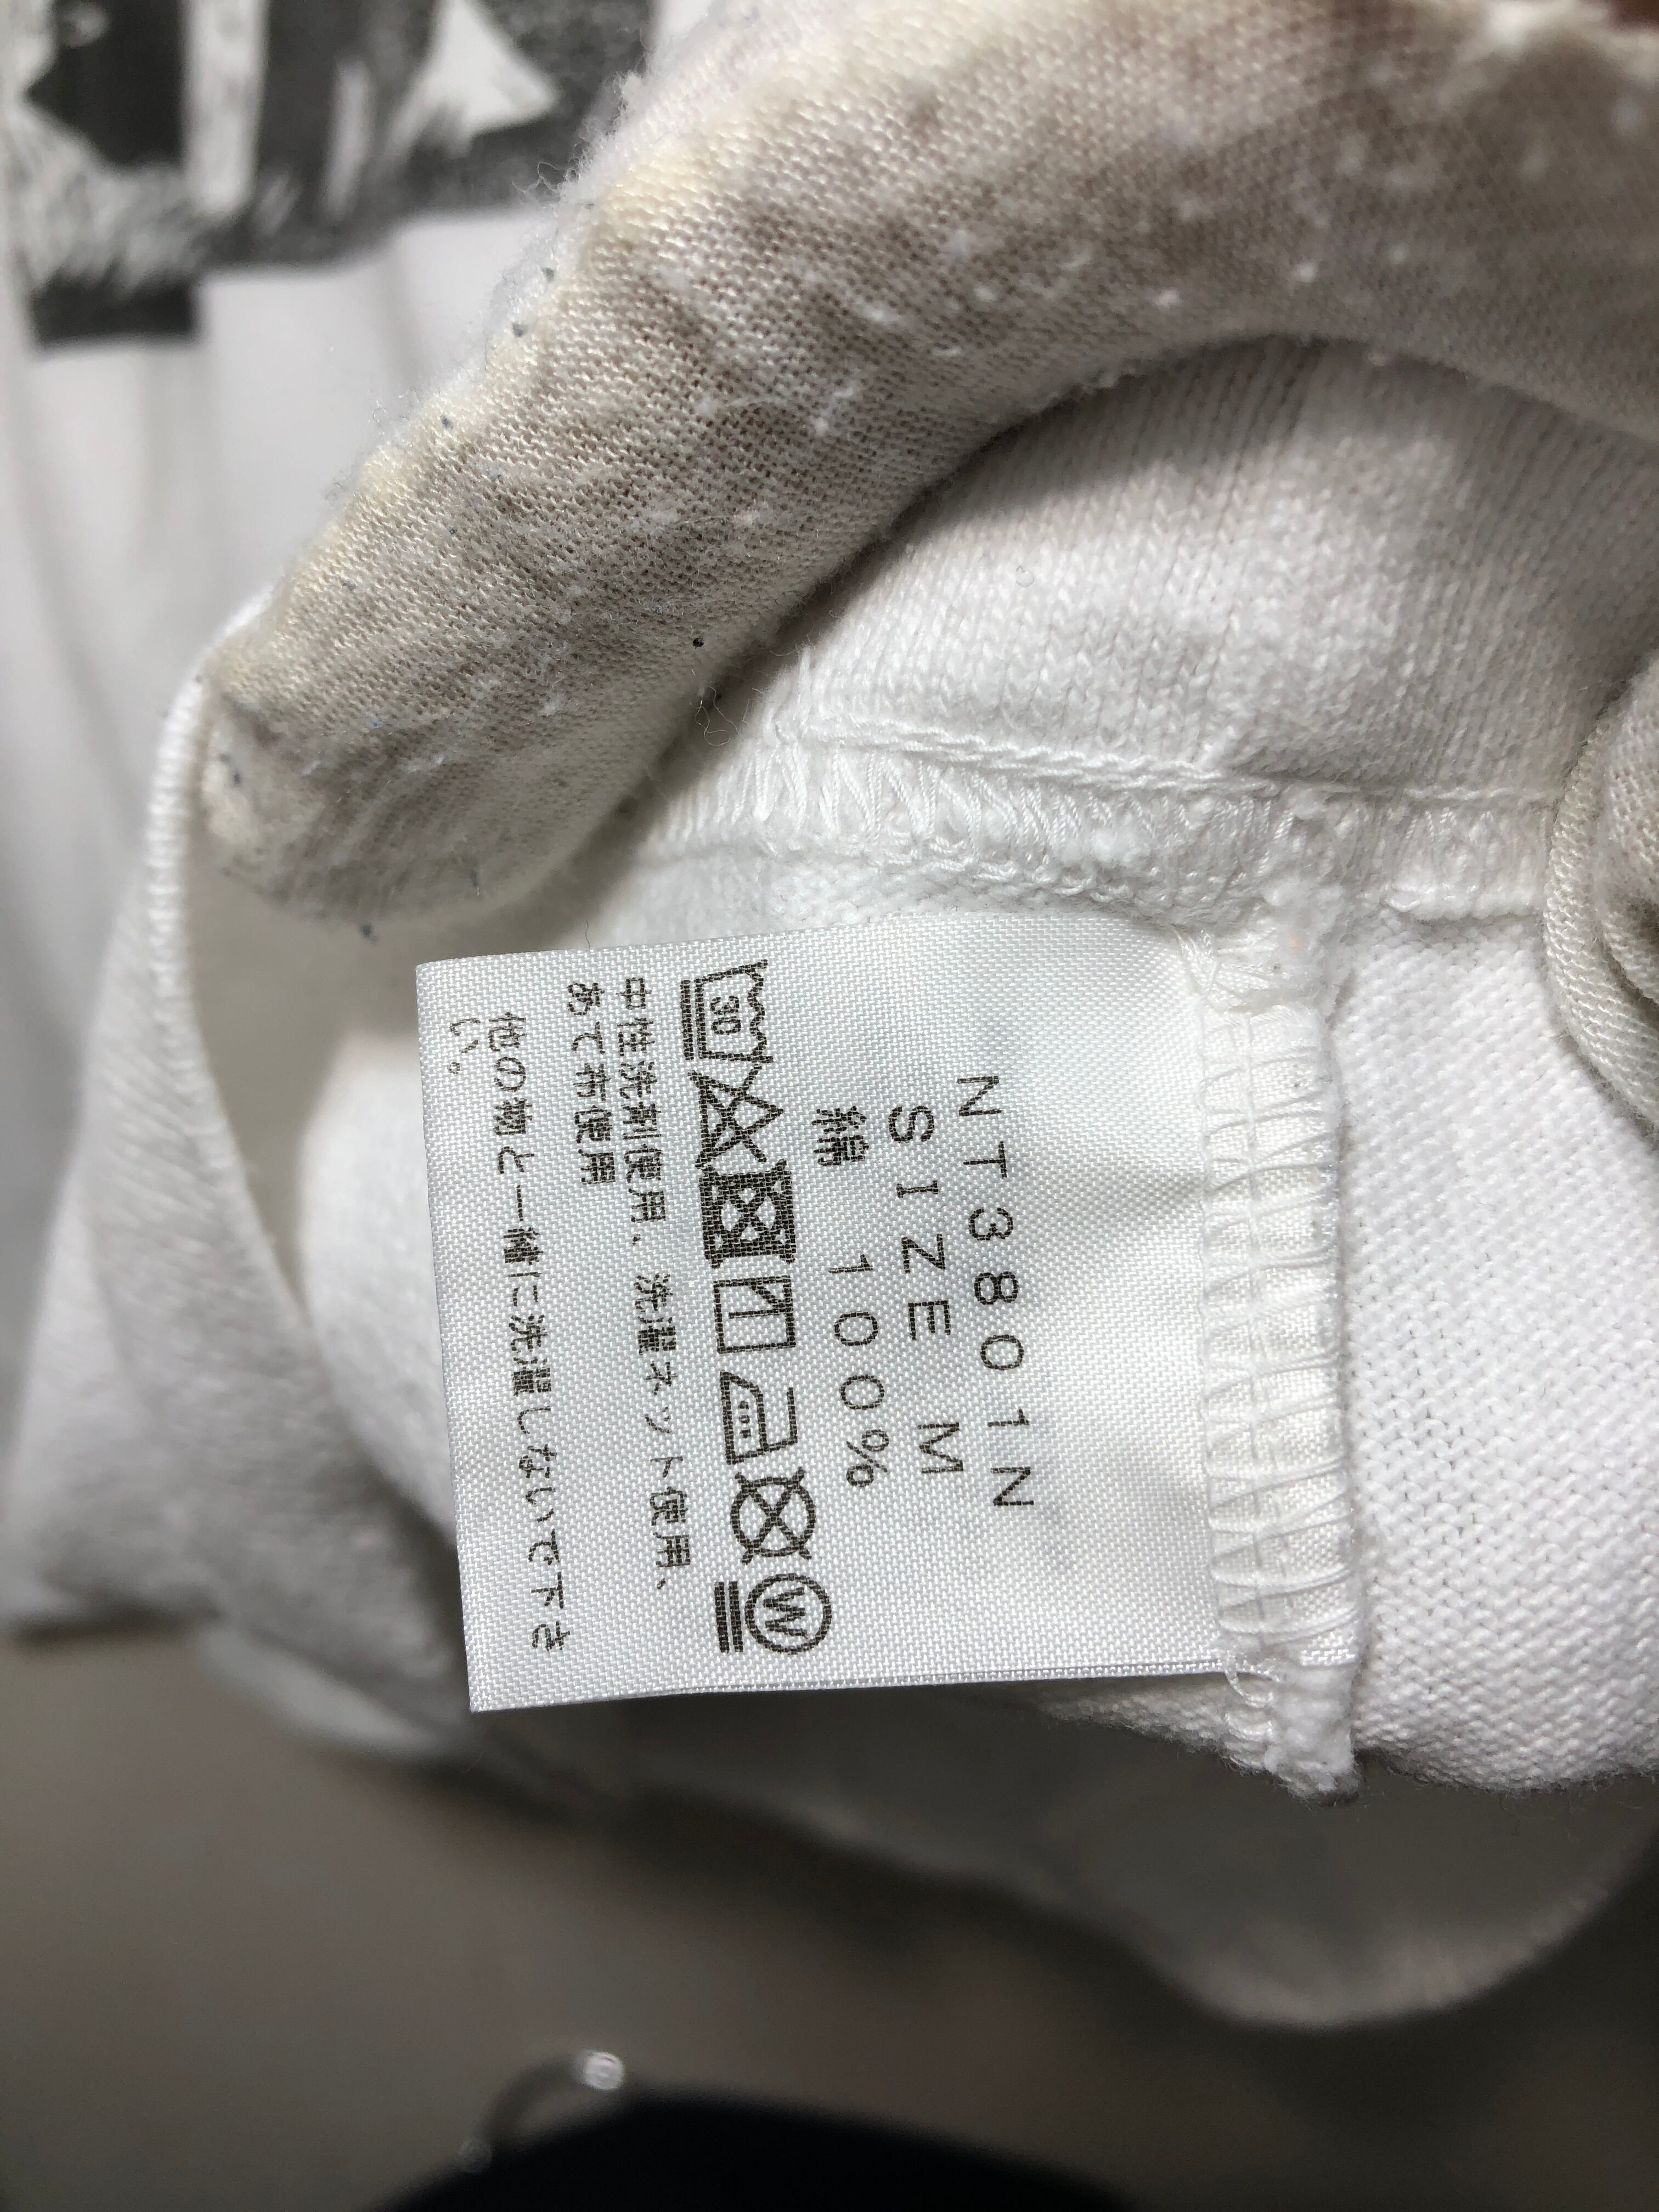 NT3801N
SIZE M
綿 100%
30
W
中性洗剤使用、洗濯ネット使用、
あて布使用
他の物と一緒に洗濯しないで下さ
い。